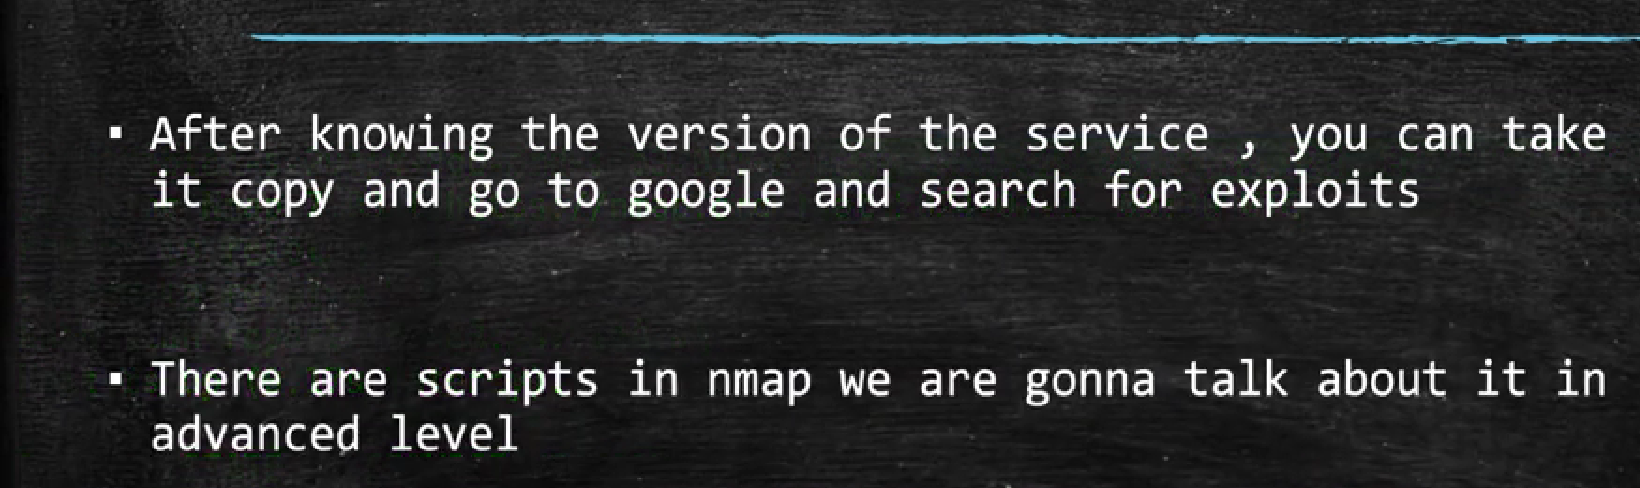 ▪ After knowing the version of the service , you can take
it copy and go to google and search for exploits
▪ There are scripts in nmap we are gonna talk about it in
advanced level